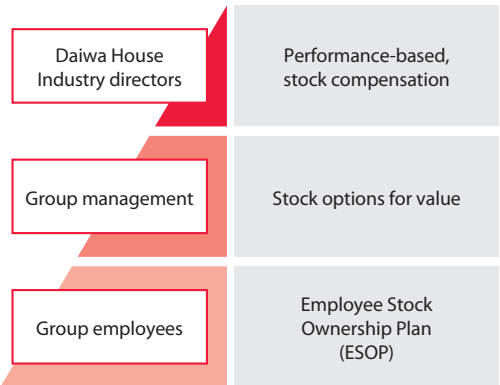 Daiwa House
Industry directors
Performance-based,
stock compensation
Group management
Stock options for value
Group employees
Employee Stock
Ownership Plan
(ESOP)